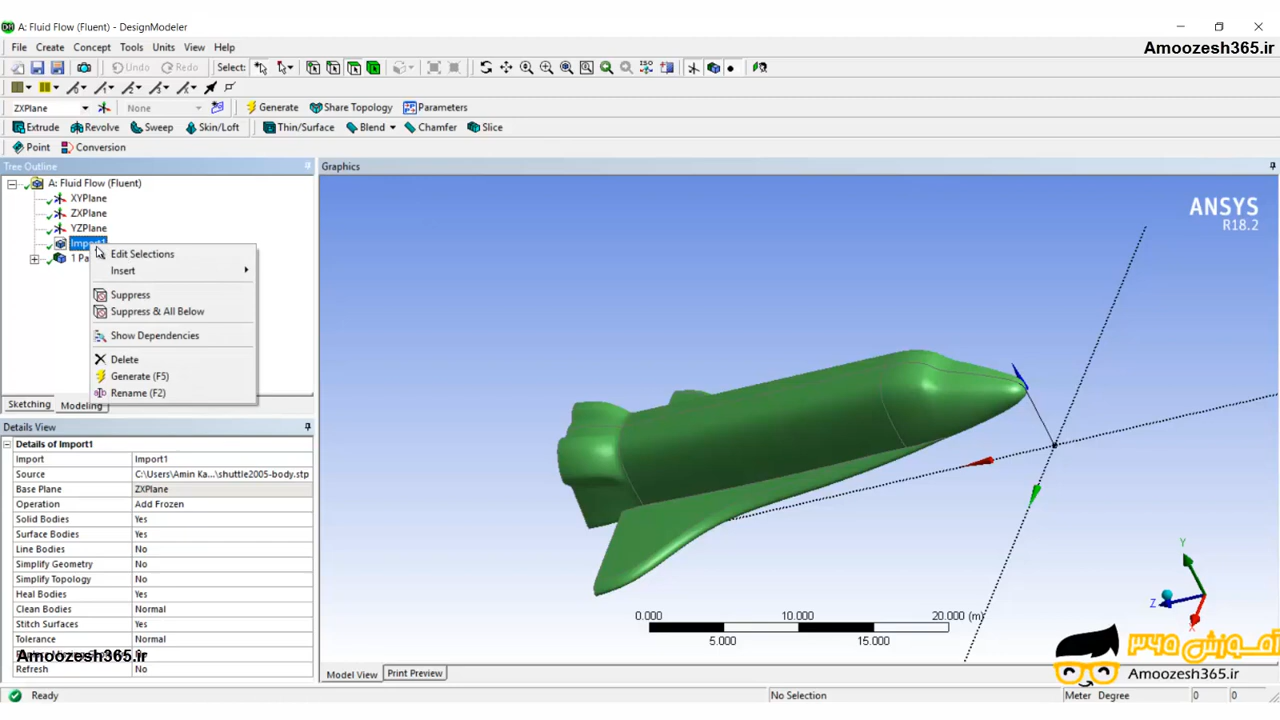 A: Fluid Flow (Fluent) - DesignModeler
File Create Concept Tools Units View Help
Amoozesh365.ir
Undo Redo Select:
ZXPlane None Generate Share Topology Parameters
Extrude Revolve Sweep Skin/Loft Thin/Surface Blend Chamfer Slice
Point Conversion
Tree Outline
A: Fluid Flow (Fluent)
XYPlane
ZXPlane
YZPlane
Import1
1 Pa
Edit Selections
Insert
Suppress
Suppress & All Below
Show Dependencies
Delete
Generate (F5)
Rename (F2)
Sketching Modeling
Details View
Details of Import1
Import Import1
Source C:\Users\Amin Ka...\shuttle2005-body.stp
Base Plane ZXPlane
Operation Add Frozen
Solid Bodies Yes
Surface Bodies Yes
Line Bodies No
Simplify Geometry No
Simplify Topology No
Heal Bodies Yes
Clean Bodies Normal
Stitch Surfaces Yes
Tolerance Normal
Amoozesh365.ir
Refresh No
Graphics
ANSYS
R18.2
0.000 10.000 20.000 (m)
5.000 15.000
Y
Z
X
آموزش ۳۶۵
Amoozesh365.ir
Model View Print Preview
Ready No Selection Meter Degree 0 0